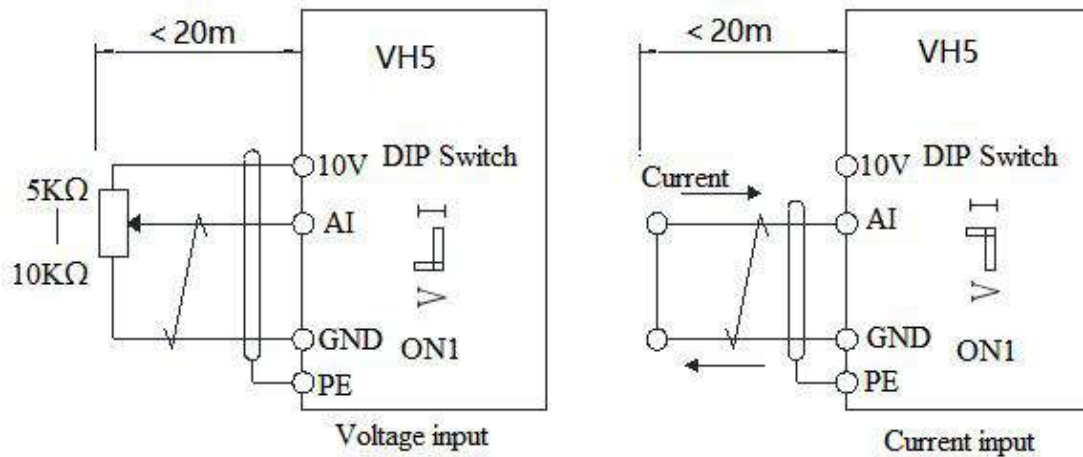 < 20m
VH5
10V
DIP Switch
5KΩ
10KΩ
AI
I
V
GND
ON1
PE
Voltage input
< 20m
VH5
10V
DIP Switch
Current
AI
I
V
GND
ON1
PE
Current input